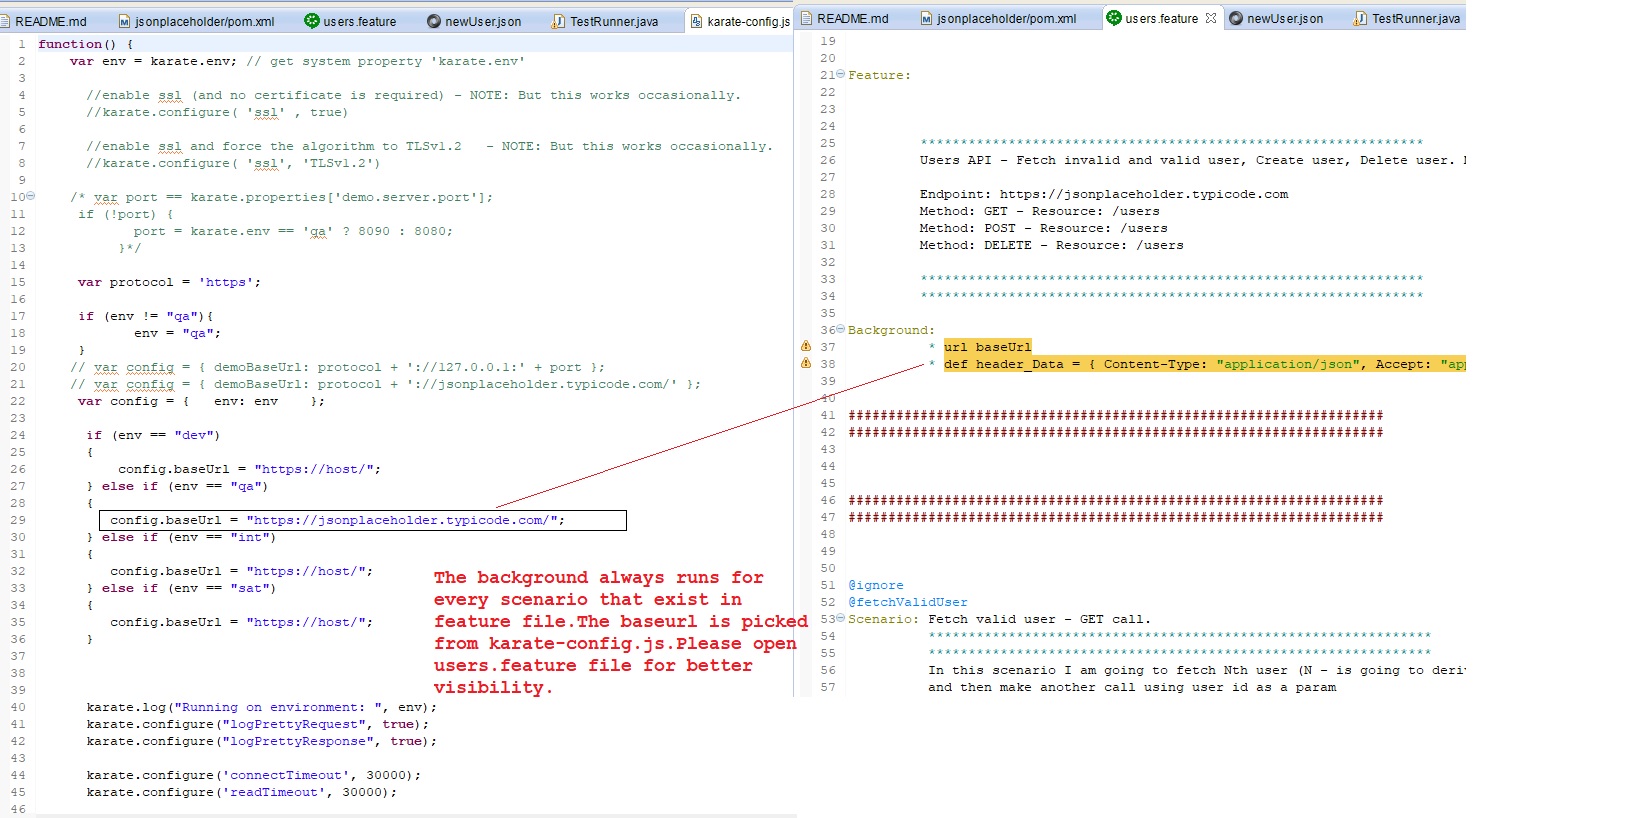 README.md jsonplaceholder/pom.xml users.feature newUser.json TestRunner.java karate-config.js
1 function() {
2 var env = karate.env; // get system property 'karate.env'
3
4 //enable ssl (and no certificate is required) - NOTE: But this works occasionally.
5 //karate.configure( 'ssl' , true)
6
7 //enable ssl and force the algorithm to TLSv1.2 - NOTE: But this works occasionally.
8 //karate.configure( 'ssl', 'TLSv1.2')
9
10 /* var port == karate.properties['demo.server.port'];
11 if (!port) {
12 port = karate.env == 'qa' ? 8090 : 8080;
13 }*/
14
15 var protocol = 'https';
16
17 if (env != "qa"){
18 env = "qa";
19 }
20 // var config = { demoBaseUrl: protocol + '://127.0.0.1:' + port };
21 // var config = { demoBaseUrl: protocol + '://jsonplaceholder.typicode.com/' };
22 var config = { env: env };
23
24 if (env == "dev")
25 {
26 config.baseUrl = "https://host/";
27 } else if (env == "qa")
28 {
29 config.baseUrl = "https://jsonplaceholder.typicode.com/";
30 } else if (env == "int")
31 {
32 config.baseUrl = "https://host/";
33 } else if (env == "sat")
34 {
35 config.baseUrl = "https://host/";
36 }
37
38
39
40 karate.log("Running on environment: ", env);
41 karate.configure("logPrettyRequest", true);
42 karate.configure("logPrettyResponse", true);
43
44 karate.configure('connectTimeout', 30000);
45 karate.configure('readTimeout', 30000);
46
The background always runs for
every scenario that exist in
feature file.The baseurl is picked
from karate-config.js.Please open
users.feature file for better
visibility.
README.md jsonplaceholder/pom.xml users.feature newUser.json TestRunner.java
19
20
21 Feature:
22
23
24
25 ***************************************************************
26 Users API - Fetch invalid and valid user, Create user, Delete user.
27
28 Endpoint: https://jsonplaceholder.typicode.com
29 Method: GET - Resource: /users
30 Method: POST - Resource: /users
31 Method: DELETE - Resource: /users
32
33 ***************************************************************
34 ***************************************************************
35
36 Background:
37 * url baseUrl
38 * def header_Data = { Content-Type: "application/json", Accept: "ap
39
40
41 ###################################################################
42 ###################################################################
43
44
45
46 ###################################################################
47 ###################################################################
48
49
50
51 @ignore
52 @fetchValidUser
53 Scenario: Fetch valid user - GET call.
54 ***************************************************************
55 ***************************************************************
56 In this scenario I am going to fetch Nth user (N - is going to deri
57 and then make another call using user id as a param